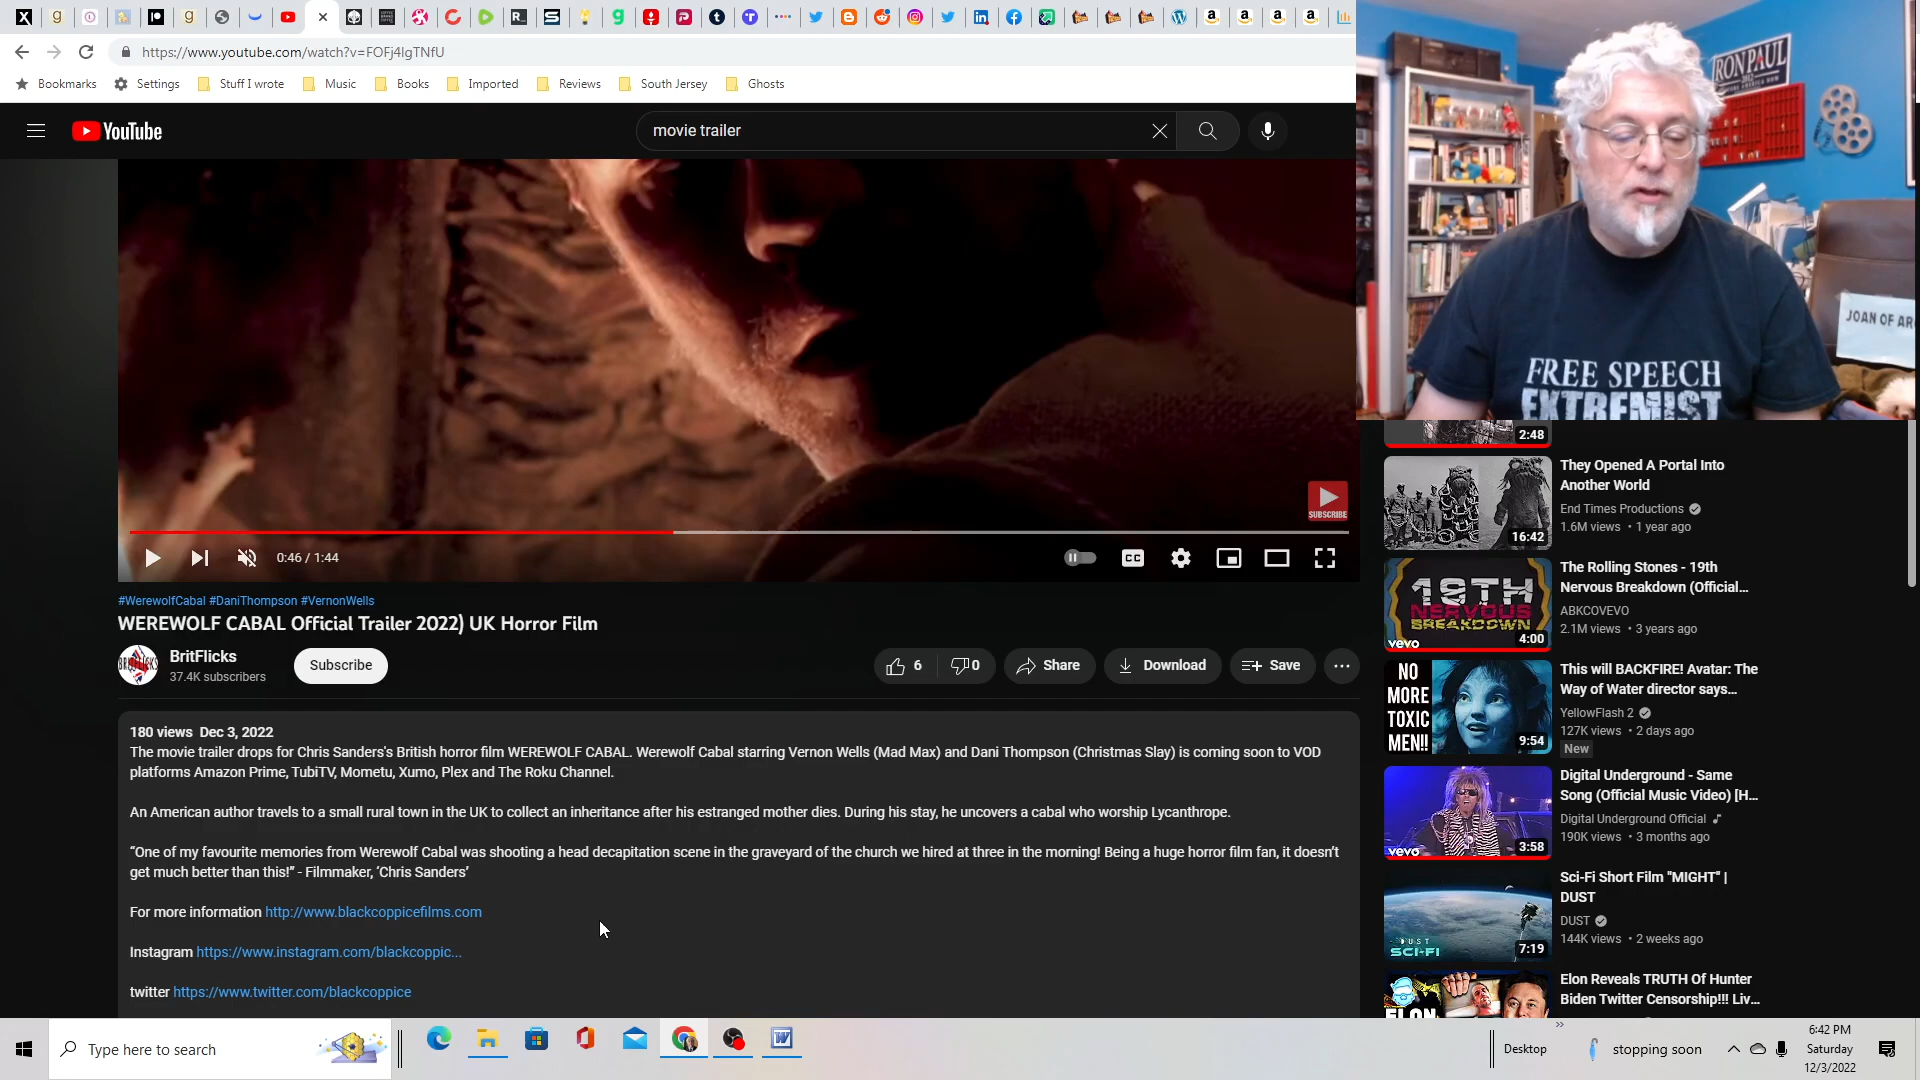 https://www.youtube.com/watch?v=FOFj4lgTNfU
Bookmarks
Settings
Stuff I wrote
Music
Books
Imported
Reviews
South Jersey
Ghosts
YouTube
movie trailer
RON PAUL
JOAN OF AR
FREE SPEECH
EXTREMIST
SUBSCRIBE
0:46 / 1:44
CC
#WerewolfCabal #DaniThompson #VernonWells
WEREWOLF CABAL Official Trailer 2022) UK Horror Film
BRITFLICKS
BritFlicks
37.4K subscribers
Subscribe
6
0
Share
Download
Save
180 views Dec 3, 2022
The movie trailer drops for Chris Sanders's British horror film WEREWOLF CABAL. Werewolf Cabal starring Vernon Wells (Mad Max) and Dani Thompson (Christmas Slay) is coming soon to VOD
platforms Amazon Prime, TubiTV, Mometu, Xumo, Plex and The Roku Channel.
An American author travels to a small rural town in the UK to collect an inheritance after his estranged mother dies. During his stay, he uncovers a cabal who worship Lycanthrope.
“One of my favourite memories from Werewolf Cabal was shooting a head decapitation scene in the graveyard of the church we hired at three in the morning! Being a huge horror film fan, it doesn’t
get much better than this!” - Filmmaker, ‘Chris Sanders’
For more information http://www.blackcoppicefilms.com
Instagram https://www.instagram.com/blackcoppic...
twitter https://www.twitter.com/blackcoppice
2:48
16:42
They Opened A Portal Into
Another World
End Times Productions
1.6M views • 1 year ago
19TH
NERVOUS
BREAKDOWN
vevo
4:00
The Rolling Stones - 19th
Nervous Breakdown (Official...
ABKCOVEVO
2.1M views • 3 years ago
NO
MORE
TOXIC
MEN!!
9:54
This will BACKFIRE! Avatar: The
Way of Water director says...
YellowFlash 2
127K views • 2 days ago
New
vevo
3:58
Digital Underground - Same
Song (Official Music Video) [H...
Digital Underground Official
190K views • 3 months ago
DUST
SCI-FI
7:19
Sci-Fi Short Film "MIGHT" |
DUST
DUST
144K views • 2 weeks ago
ELON
Elon Reveals TRUTH Of Hunter
Biden Twitter Censorship!!! Liv...
Type here to search
Desktop
stopping soon
6:42 PM
Saturday
12/3/2022